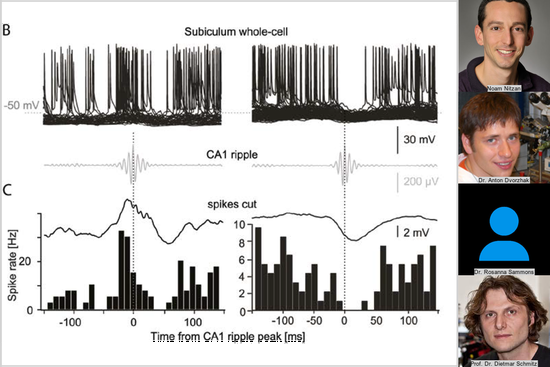 B
Subiculum whole-cell
-50 mV
30 mV
CA1 ripple
200 µV
C
spikes cut
2 mV
Spike rate [Hz]
20
0
10
8
6
4
2
0
-100 0 100
-100 -50 0 50 100
Time from CA1 ripple peak [ms]
Noam Nitzan
Dr. Anton Dvorzhak
Dr. Rosanna Sammons
Prof. Dr. Dietmar Schmitz